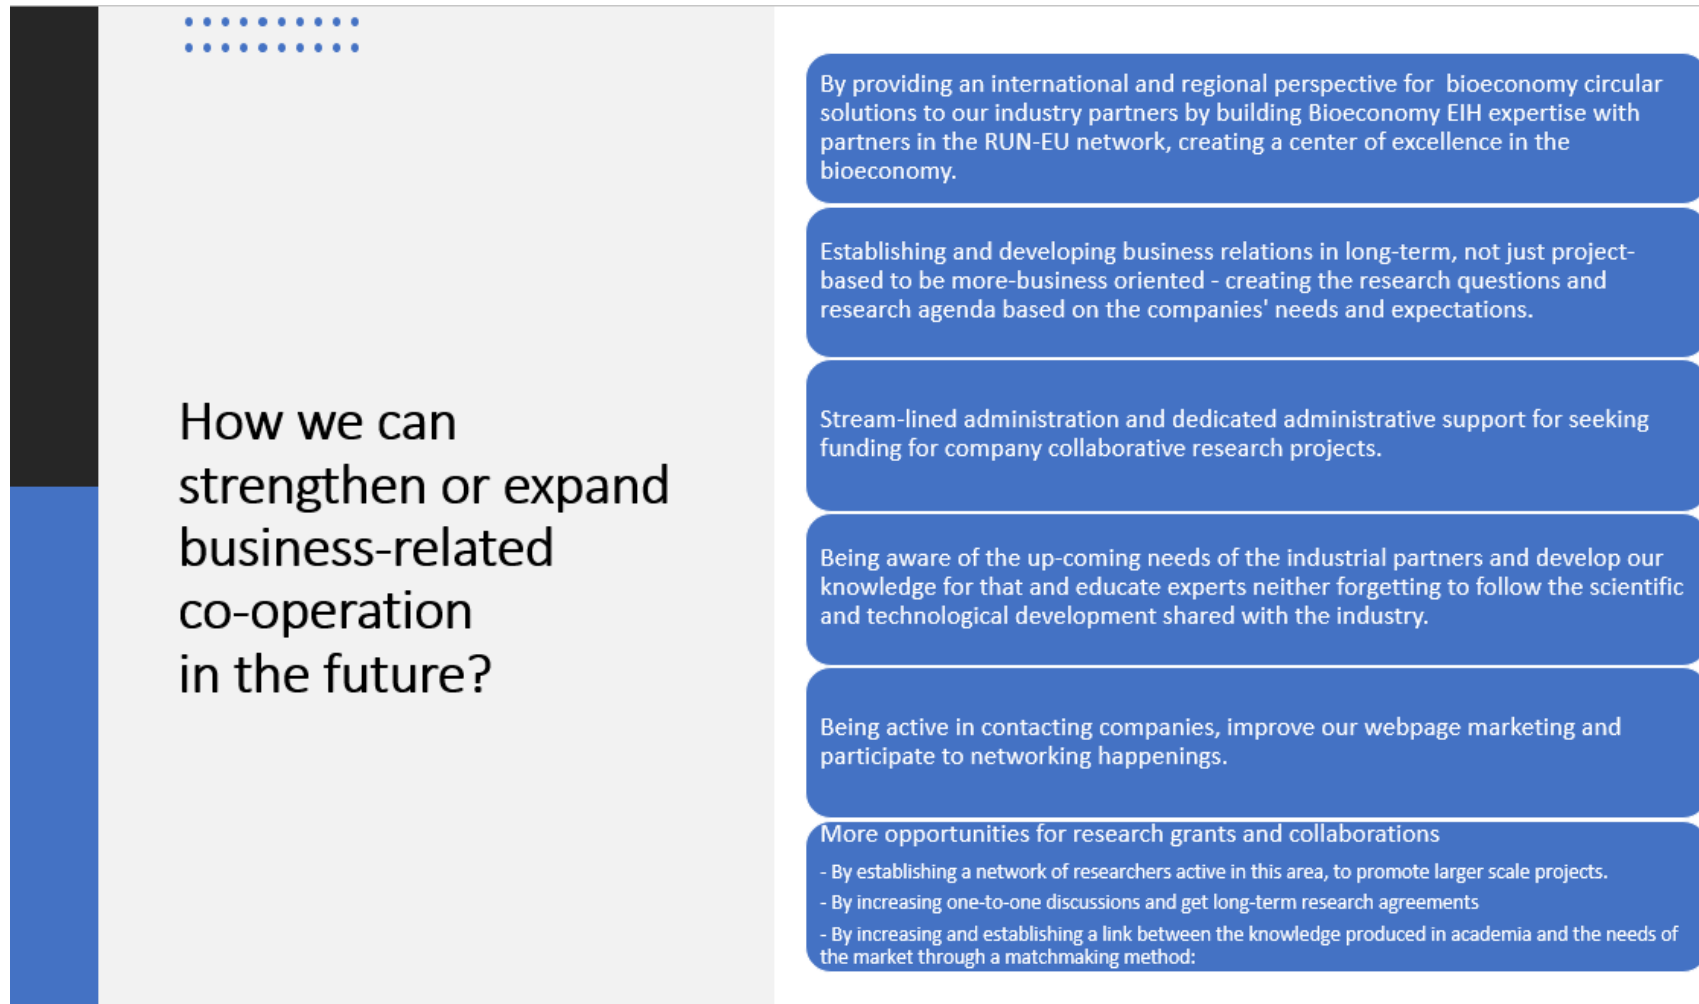 How we can
strengthen or expand
business-related
co-operation
in the future?
By providing an international and regional perspective for  bioeconomy circular
solutions to our industry partners by building Bioeconomy EIH expertise with
partners in the RUN-EU network, creating a center of excellence in the
bioeconomy.
Establishing and developing business relations in long-term, not just project-
based to be more-business oriented - creating the research questions and
research agenda based on the companies' needs and expectations.
Stream-lined administration and dedicated administrative support for seeking
funding for company collaborative research projects.
Being aware of the up-coming needs of the industrial partners and develop our
knowledge for that and educate experts neither forgetting to follow the scientific
and technological development shared with the industry.
Being active in contacting companies, improve our webpage marketing and
participate to networking happenings.
More opportunities for research grants and collaborations
- By establishing a network of researchers active in this area, to promote larger scale projects.
- By increasing one-to-one discussions and get long-term research agreements
- By increasing and establishing a link between the knowledge produced in academia and the needs of
the market through a matchmaking method: